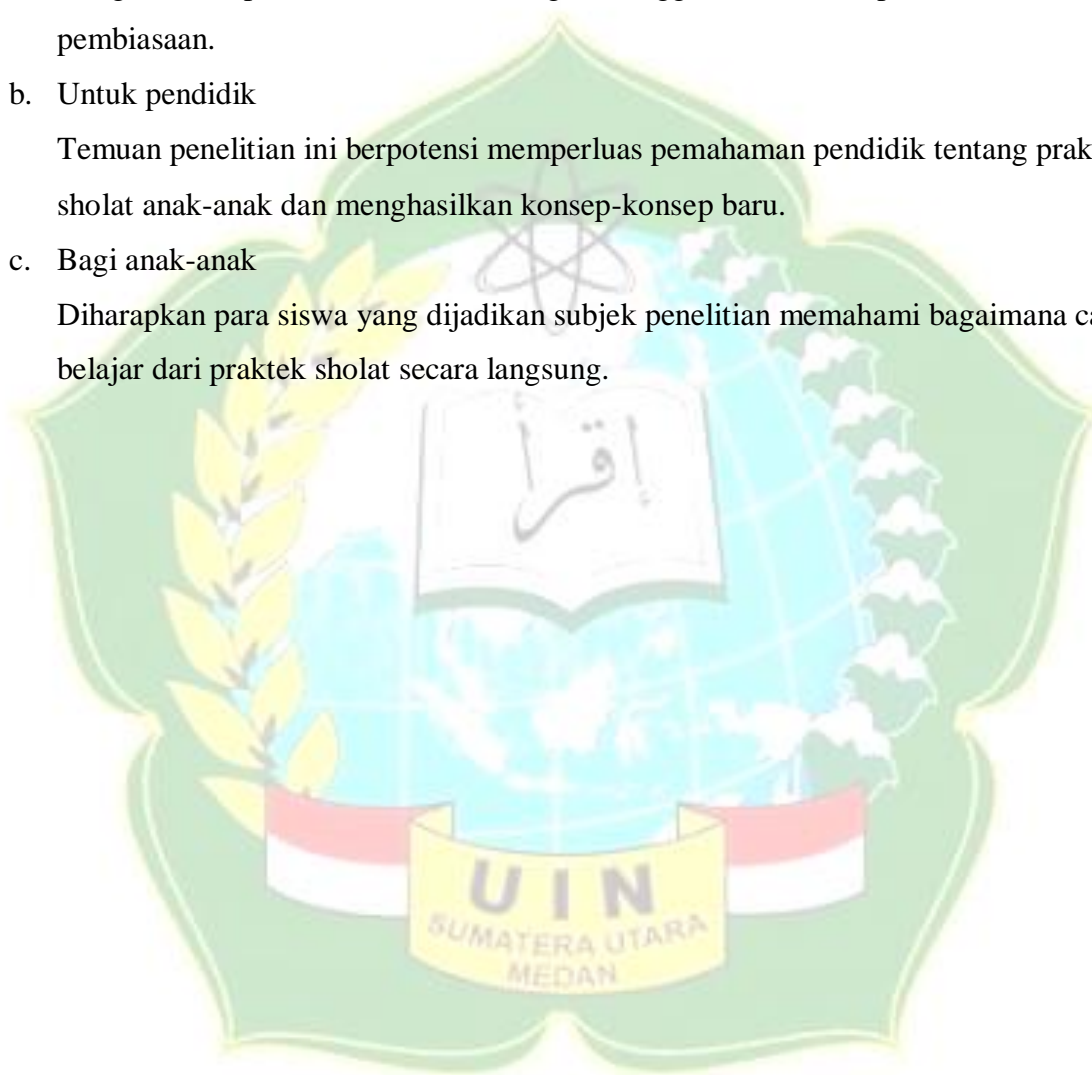 pembiasaan.
b. Untuk pendidik
Temuan penelitian ini berpotensi memperluas pemahaman pendidik tentang
sholat anak-anak dan menghasilkan konsep-konsep baru.
c. Bagi anak-anak
Diharapkan para siswa yang dijadikan subjek penelitian memahami bagaimana
belajar dari praktek sholat secara langsung.
إقرأ
UIN
SUMATERA UTARA
MEDAN